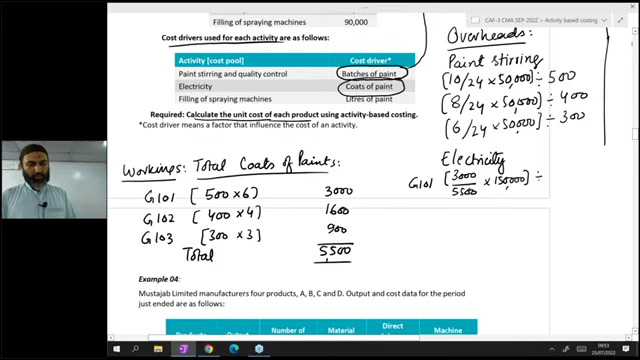 Filling of spraying machines 90,000
Cost drivers used for each activity are as follows:
Activity [cost pool] Cost driver*
Paint stirring and quality control Batches of paint
Electricity Coats of paint
Filling of spraying machines Litres of paint
Required: Calculate the unit cost of each product using activity-based costing.
*Cost driver means a factor that influence the cost of an activity.
Workings: Total Coats of Paints:
G101 [500 × 6] 3000
G102 [400 × 4] 1600
G103 [300 × 3] 900
Total 5,500
Example 04:
Mustajab Limited manufacturers four products, A, B, C and D. Output and cost data for the period
just ended are as follows:
Products Output Number of Material Direct Machine
CAF-3 CMA SEP-2022 / Activity based costing
Overheads:
Paint stirring
[10/24 × 50,000] ÷ 500
[8/24 × 50,000] ÷ 400
[6/24 × 50,000] ÷ 300
Electricity
G101 [3000/5500 × 150,000] ÷
09:53
25/07/2022